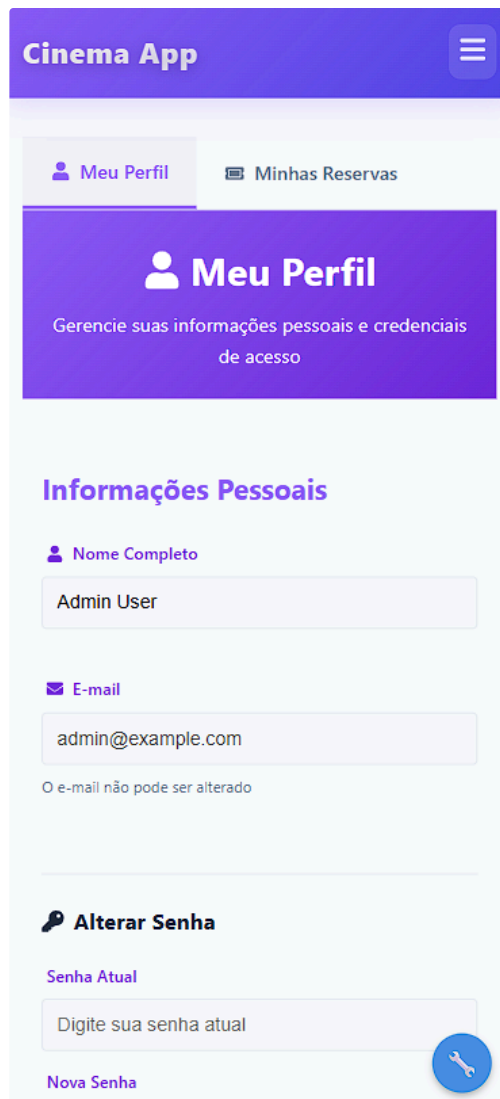 Cinema App
Meu Perfil
Minhas Reservas
Meu Perfil
Gerencie suas informações pessoais e credenciais
de acesso
Informações Pessoais
Nome Completo
Admin User
E-mail
admin@example.com
O e-mail não pode ser alterado
Alterar Senha
Senha Atual
Digite sua senha atual
Nova Senha